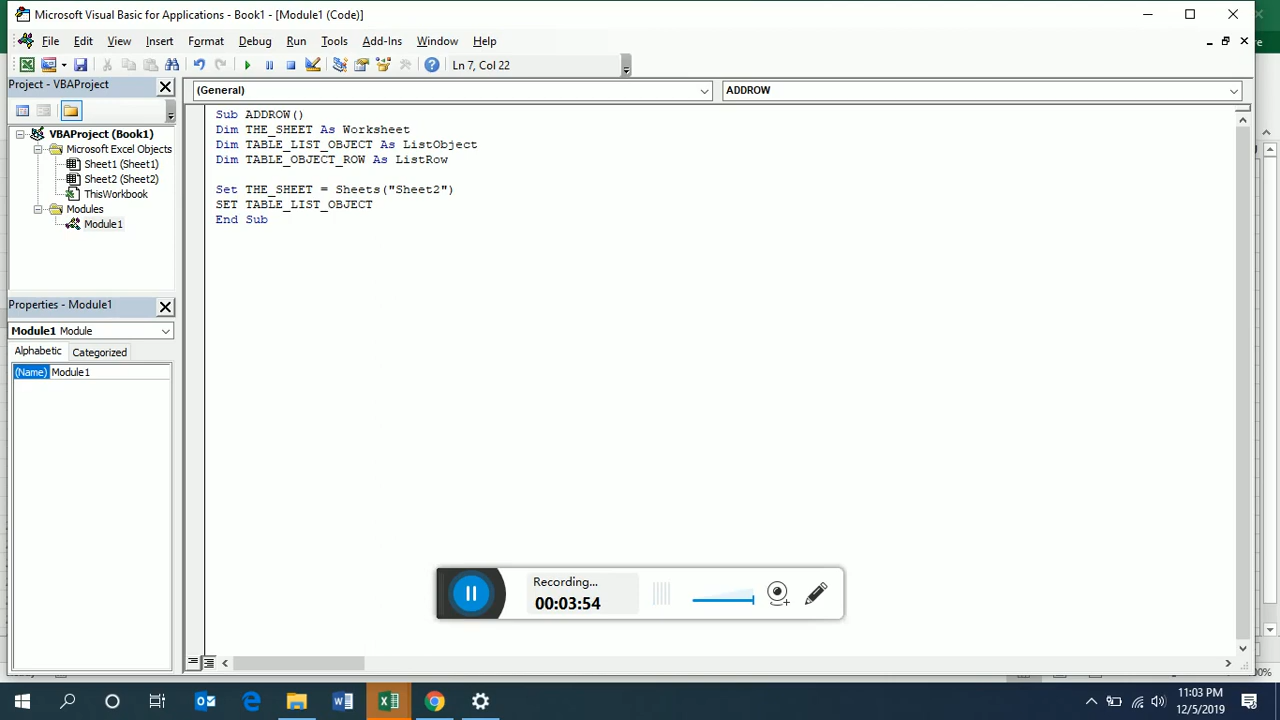 Microsoft Visual Basic for Applications - Book1 - [Module1 (Code)]
File Edit View Insert Format Debug Run Tools Add-Ins Window Help
Ln 7, Col 22
Project - VBAProject
(General)
ADDROW
VBAProject (Book1)
Microsoft Excel Objects
Sheet1 (Sheet1)
Sheet2 (Sheet2)
ThisWorkbook
Modules
Module1
Sub ADDROW()
Dim THE_SHEET As Worksheet
Dim TABLE_LIST_OBJECT As ListObject
Dim TABLE_OBJECT_ROW As ListRow
Set THE_SHEET = Sheets("Sheet2")
SET TABLE_LIST_OBJECT
End Sub
Properties - Module1
Module1 Module
Alphabetic Categorized
(Name) Module1
Recording...
00:03:54
11:03 PM
12/5/2019